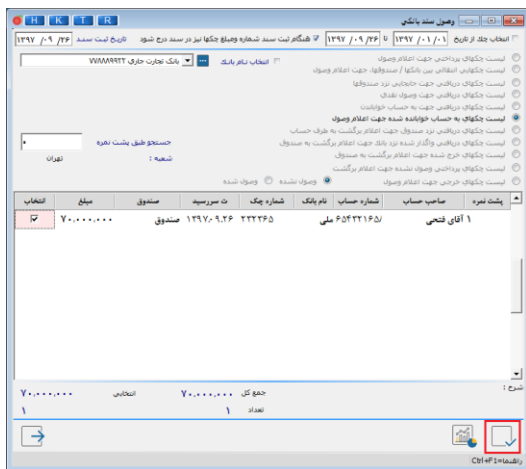 وصول سند بانکی
H K T R
انتخاب چک از تاریخ ۱۳۹۷/۰۱/۰۱ تا ۱۳۹۷/۰۹/۲۶ هنگام ثبت سند شماره ومبلغ چکها نیز در سند درج شود تاریخ ثبت سند ۱۳۹۷/۰۹/۲۶
لیست چکهای پرداختی جهت اعلام وصول
انتخاب نام بانک ... بانک تجارت جاری
لیست چکهایی انتقالی بین بانکها / صندوقها، جهت اعلام وصول
لیست چکهای دریافتی جهت جابجایی نزد صندوقها
لیست چکهای دریافتی جهت وصول نقدی
لیست چکهای دریافتی جهت به حساب خواباندن
لیست چکهای به حساب خوابانده شده جهت اعلام وصول
لیست چکهای دریافتی نزد صندوق جهت اعلام برگشت به طرف حساب
لیست چکهای دریافتی واگذار شده نزد بانک جهت اعلام برگشت به صندوق
جستجو طبق پشت نمره
لیست چکهای خرج شده جهت اعلام برگشت به صندوق
شعبه : تهران
لیست چکهای پرداختی وصول نشده جهت اعلام برگشت
لیست چکهای خرجی جهت اعلام وصول وصول نشده وصول شده
پشت نمره صاحب حساب شماره حساب نام بانک شماره چک ت سررسید صندوق مبلغ انتخاب
۱ آقای فتحی ۶۵۴۳۲۱۶۵/ ملی ۲۳۲۳۶۵ ۱۳۹۷.۰۹.۲۶ صندوق ۷۰,۰۰۰,۰۰۰
شرح :
جمع کل ۷۰,۰۰۰,۰۰۰ انتخابی ۷۰,۰۰۰,۰۰۰
تعداد ۱ ۱
راهنما=Ctrl+F1